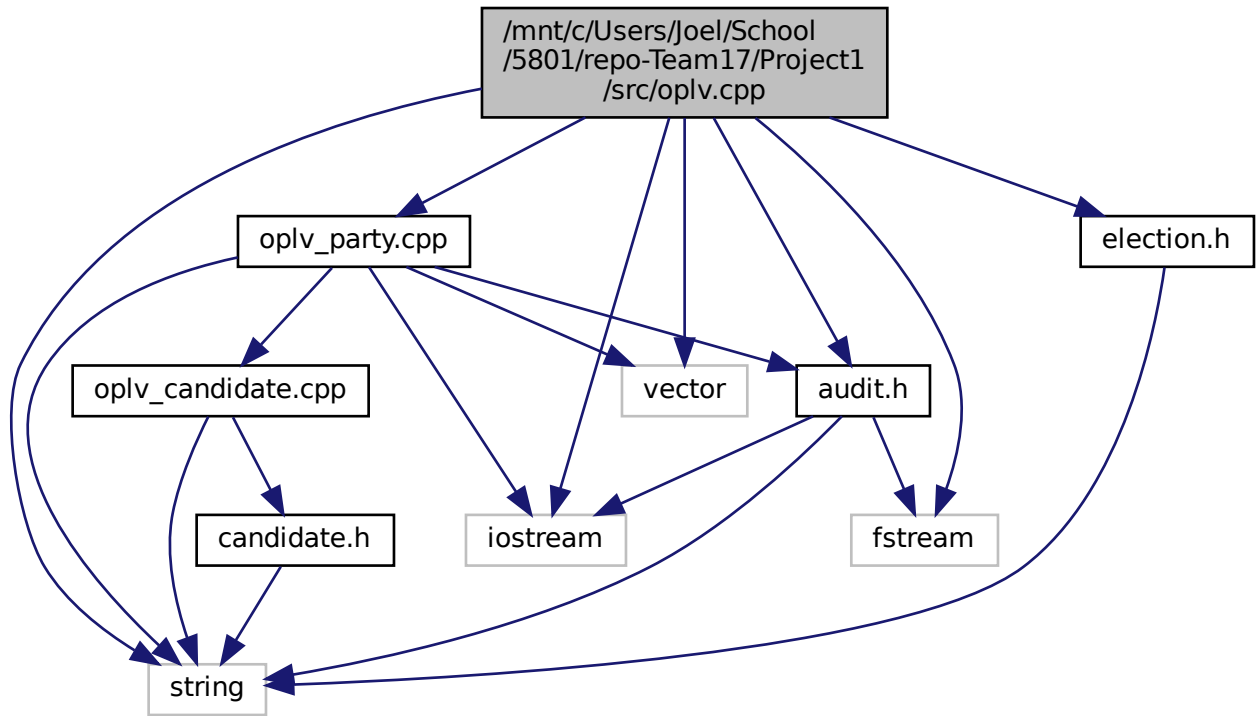 /mnt/c/Users/Joel/School
/5801/repo-Team17/Project1
/src/oplv.cpp
oplv_party.cpp
election.h
oplv_candidate.cpp
vector
audit.h
candidate.h
iostream
fstream
string